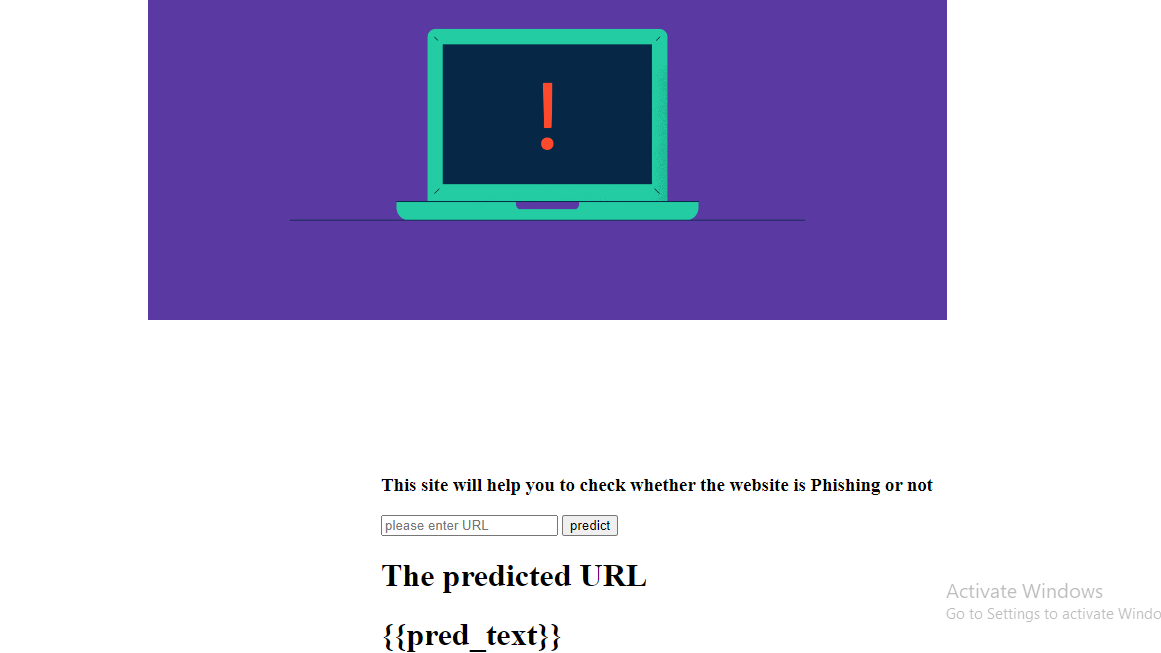 !
This site will help you to check whether the website is Phishing or not
please enter URL predict
The predicted URL
Activate Windows
Go to Settings to activate Windo
{{pred_text}}